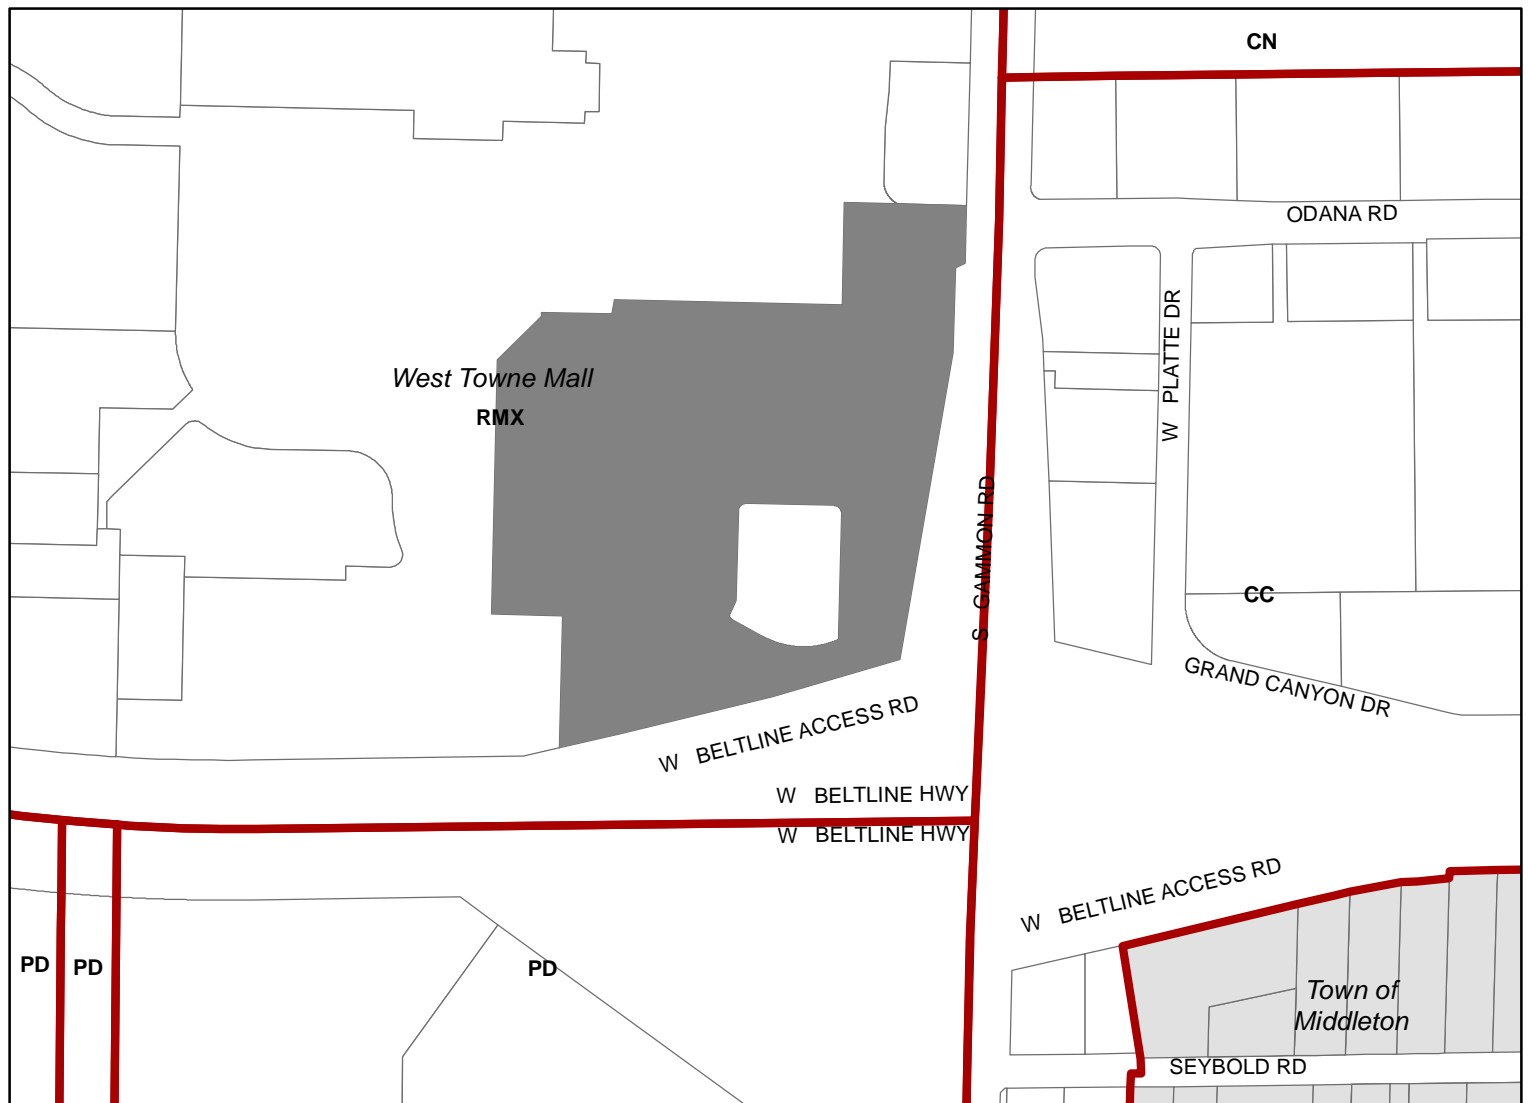 CN
ODANA RD
W PLATTE DR
West Towne Mall
RMX
S GAMMON RD
CC
GRAND CANYON DR
W BELTLINE ACCESS RD
W BELTLINE HWY
W BELTLINE HWY
W BELTLINE ACCESS RD
PD
PD
PD
Town of
Middleton
SEYBOLD RD